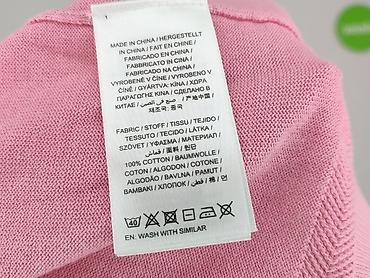 MADE IN CHINA / HERGESTELLT
IN CHINA / FAIT EN CHINE /
FABBRICATO IN CINA /
FABRICADO EN CHINA /
FABRICADO NA CHINA /
VYROBENÉ V ČÍNE / VYROBENO V
ČÍNĚ / GYÁRTVA: KÍNA / ΧΩΡΑ
ΠΑΡΑΓΩΓΗΣ ΚΙΝΑ / СДЕЛАНО В
КИТАЕ / صنع في الصين / 产地中国 /
제조국: 중국
FABRIC / STOFF / TISSU / TEJIDO /
TESSUTO / TECIDO / LÁTKA /
SZÖVET / ΥΦΑΣΜΑ / МАТЕРИАЛ
/ قماش / 面料 / 원단
100% COTTON / BAUMWOLLE /
COTON / ALGODON / COTONE /
ALGODÃO / BAVLNA / PAMUT /
ΒΑΜΒΑΚΙ / ХЛОПОК / قطن / 棉 / 면
40
EN: WASH WITH SIMILAR